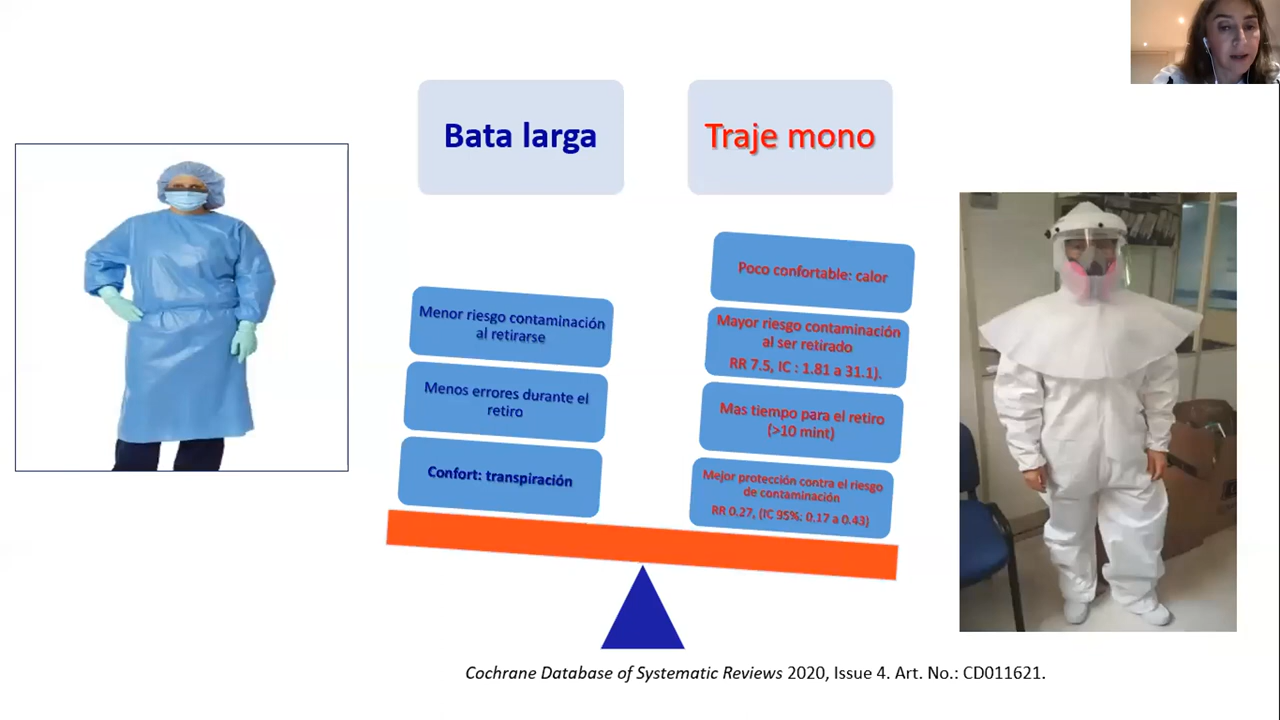 Bata larga
Traje mono
Menor riesgo contaminación
al retirarse
Menos errores durante el
retiro
Confort: transpiración
Poco confortable: calor
Mayor riesgo contaminación
al ser retirado
RR 7.5, IC : 1.81 a 31.1).
Mas tiempo para el retiro
(>10 mint)
Mejor protección contra el riesgo
de contaminación
RR 0.27, (IC 95%: 0.17 a 0.43)
Cochrane Database of Systematic Reviews 2020, Issue 4. Art. No.: CD011621.